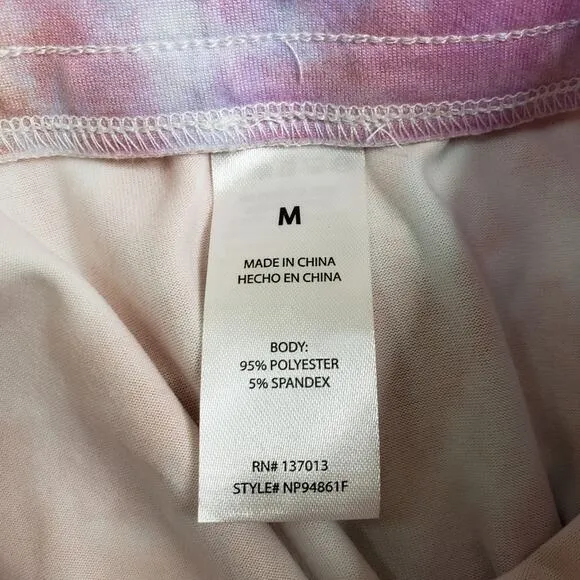 M
MADE IN CHINA
HECHO EN CHINA
BODY:
95% POLYESTER
5% SPANDEX
RN# 137013
STYLE# NP94861F